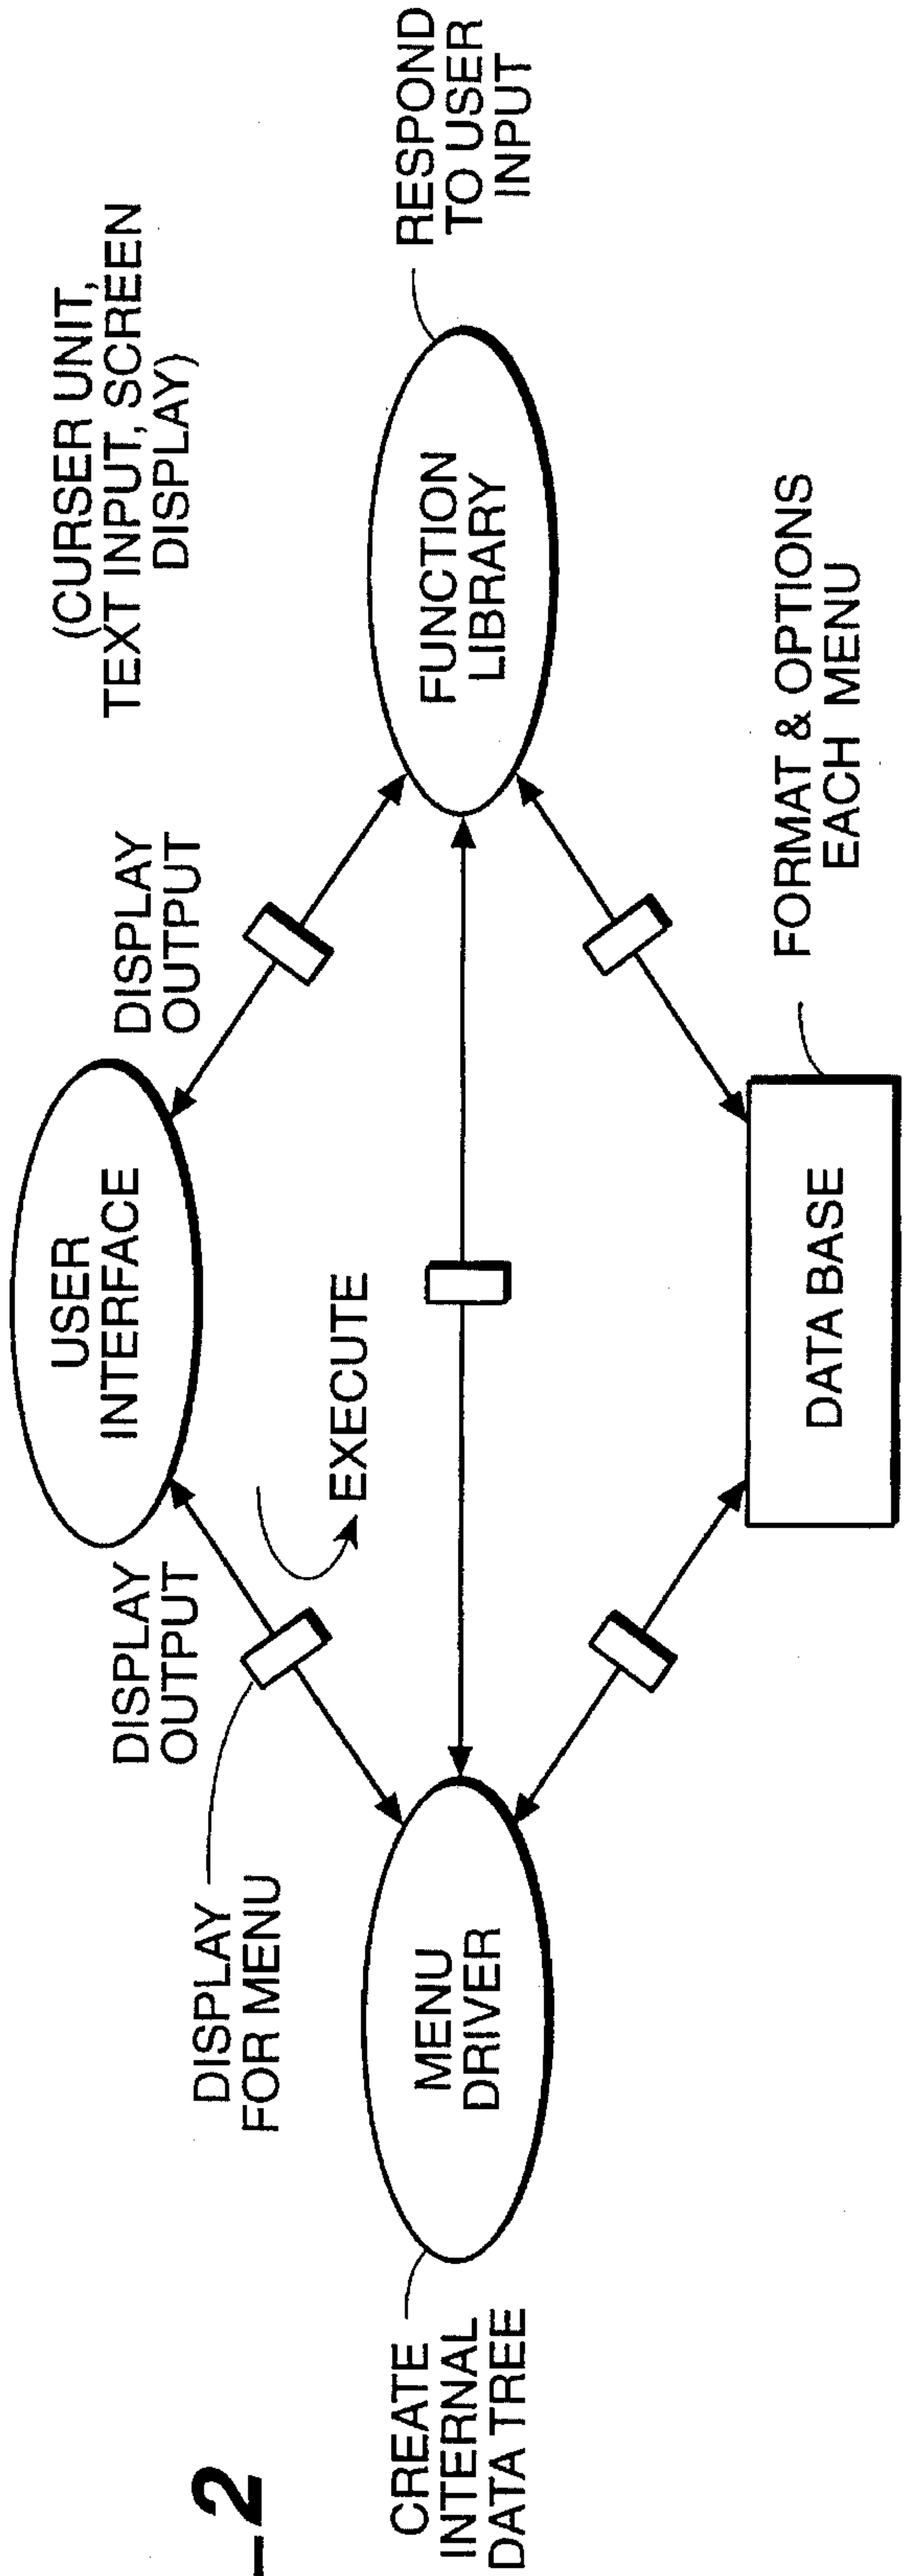 _2
(CURSER UNIT,
TEXT INPUT, SCREEN
DISPLAY)
USER
INTERFACE
DISPLAY
OUTPUT
DISPLAY
OUTPUT
DISPLAY
FOR MENU
EXECUTE
CREATE
INTERNAL
DATA TREE
MENU
DRIVER
FUNCTION
LIBRARY
RESPOND
TO USER
INPUT
DATA BASE
FORMAT & OPTIONS
EACH MENU